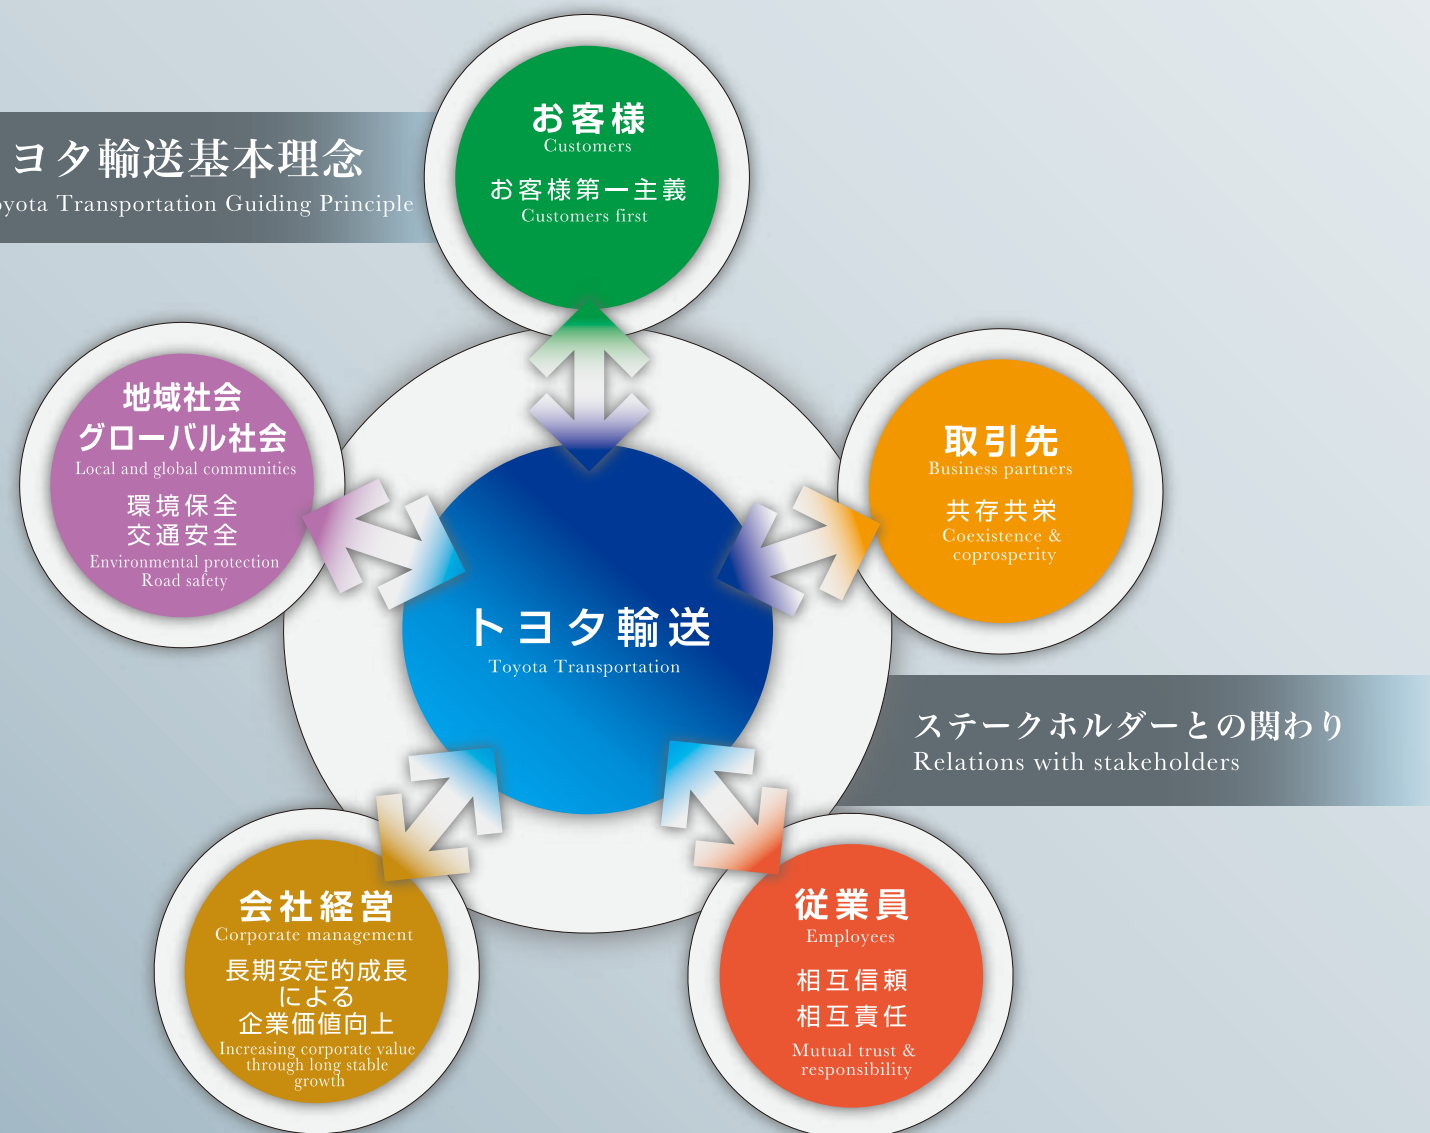 ヨタ輸送基本理念
oyota Transportation Guiding Principle
お客様
Customers
お客様第一主義
Customers first
地域社会
グローバル社会
Local and global communities
環境保全
交通安全
Environmental protection
Road safety
取引先
Business partners
共存共栄
Coexistence &
coprosperity
トヨタ輸送
Toyota Transportation
ステークホルダーとの関わり
Relations with stakeholders
会社経営
Corporate management
長期安定的成長
による
企業価値向上
Increasing corporate value
through long stable
growth
従業員
Employees
相互信頼
相互責任
Mutual trust &
responsibility